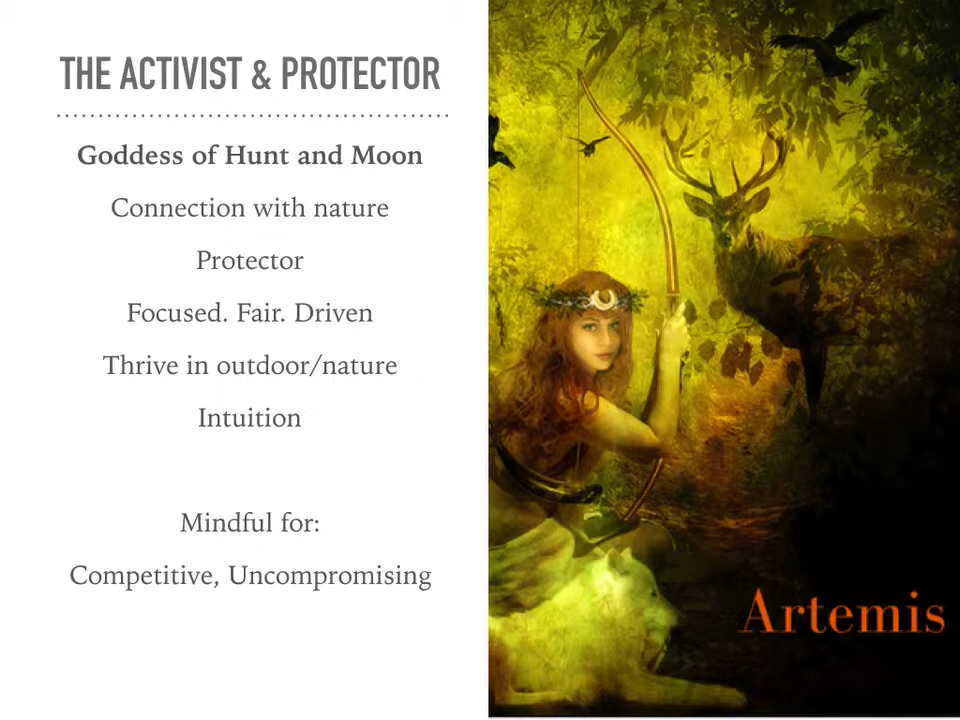 THE ACTIVIST & PROTECTOR
Goddess of Hunt and Moon
Connection with nature
Protector
Focused. Fair. Driven
Thrive in outdoor/nature
Intuition
Mindful for:
Competitive, Uncompromising
Artemis